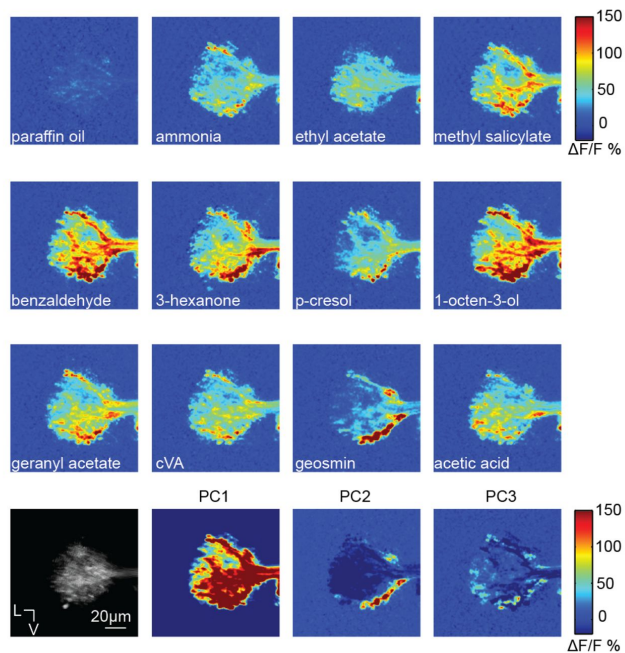 150
100
50
0
ΔF/F %
paraffin oil
ammonia
ethyl acetate
methyl salicylate
benzaldehyde
3-hexanone
p-cresol
1-octen-3-ol
geranyl acetate
cVA
geosmin
acetic acid
PC1
PC2
PC3
150
100
50
0
ΔF/F %
L
V
20μm